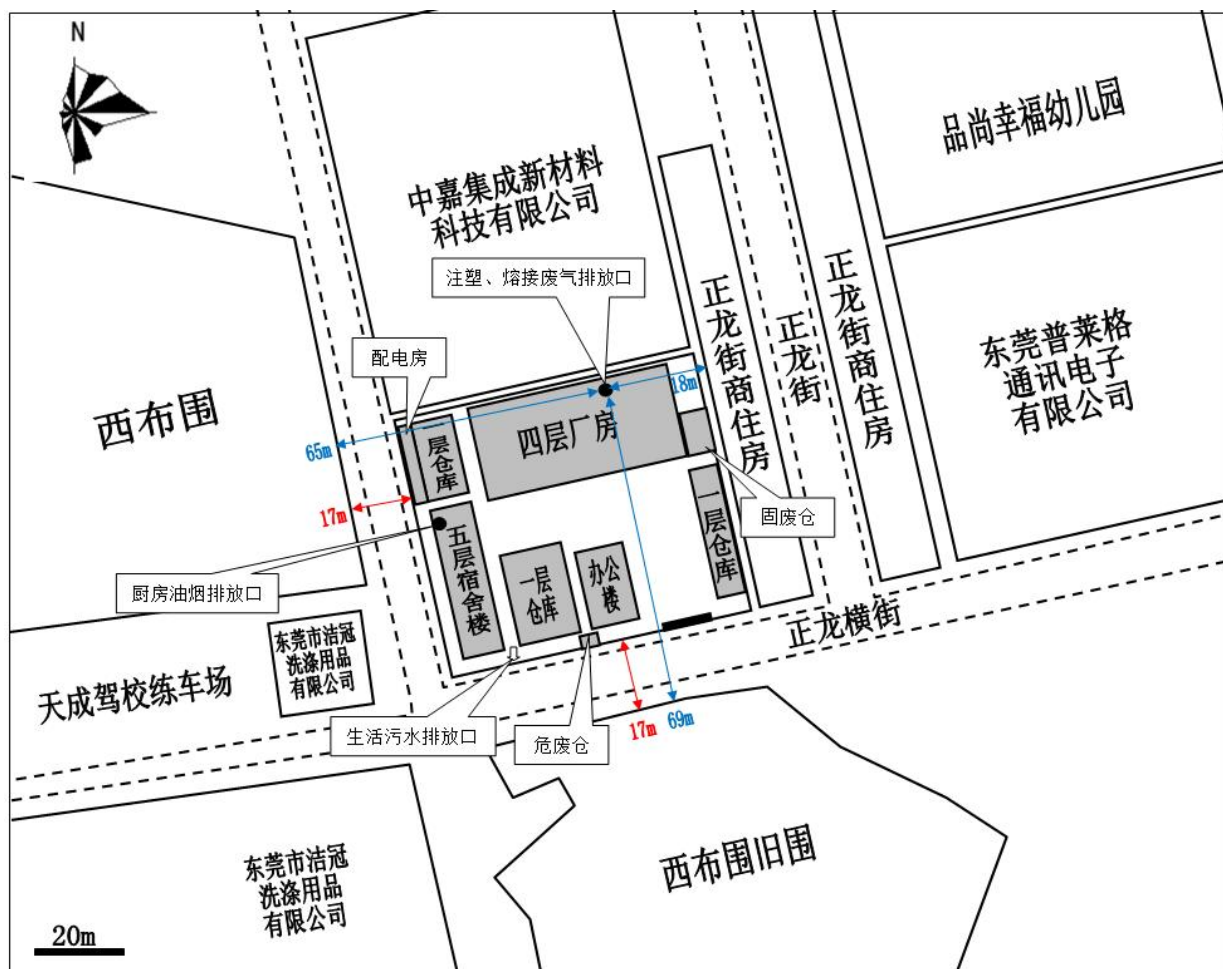 N
品尚幸福幼儿园
中嘉集成新材料
科技有限公司
注塑、熔接废气排放口
正龙街商住房
正龙街
正龙街商住房
东莞普莱格
通讯电子
有限公司
配电房
西布围
18m
四层厂房
一层仓库
65m
17m
固废仓
一层仓库
五层宿舍楼
一层
仓库
办公
楼
厨房油烟排放口
正龙横街
东莞市洁冠
洗涤用品
有限公司
天成驾校练车场
生活污水排放口
危废仓
17m
69m
西布围旧围
东莞市洁冠
洗涤用品
有限公司
20m